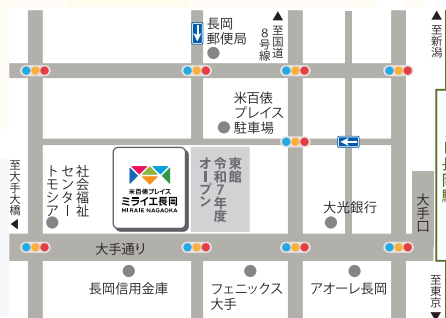 長岡
郵便局
▲至国道
8号線
▲至新潟
米百俵
プレイス
駐車場
至大手大橋▼
社会福祉
センター
トモシア
米百俵プレイス
ミライエ長岡
MIRAIE NAGAOKA
東館
令和7年度
オープン
大光銀行
大手口
大手通り
長岡信用金庫
フェニックス
大手
アオーレ長岡
至東京▼